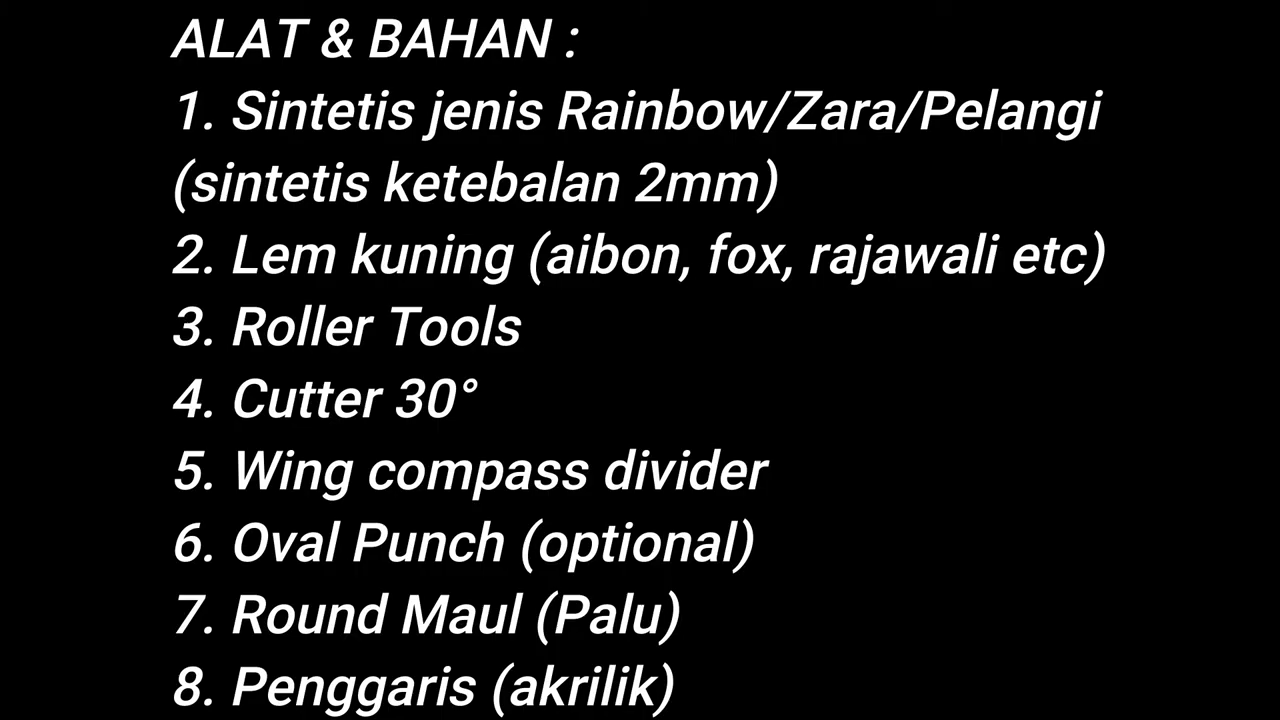 ALAT & BAHAN :
1. Sintetis jenis Rainbow/Zara/Pelangi
(sintetis ketebalan 2mm)
2. Lem kuning (aibon, fox, rajawali etc)
3. Roller Tools
4. Cutter 30°
5. Wing compass divider
6. Oval Punch (optional)
7. Round Maul (Palu)
8. Penggaris (akrilik)